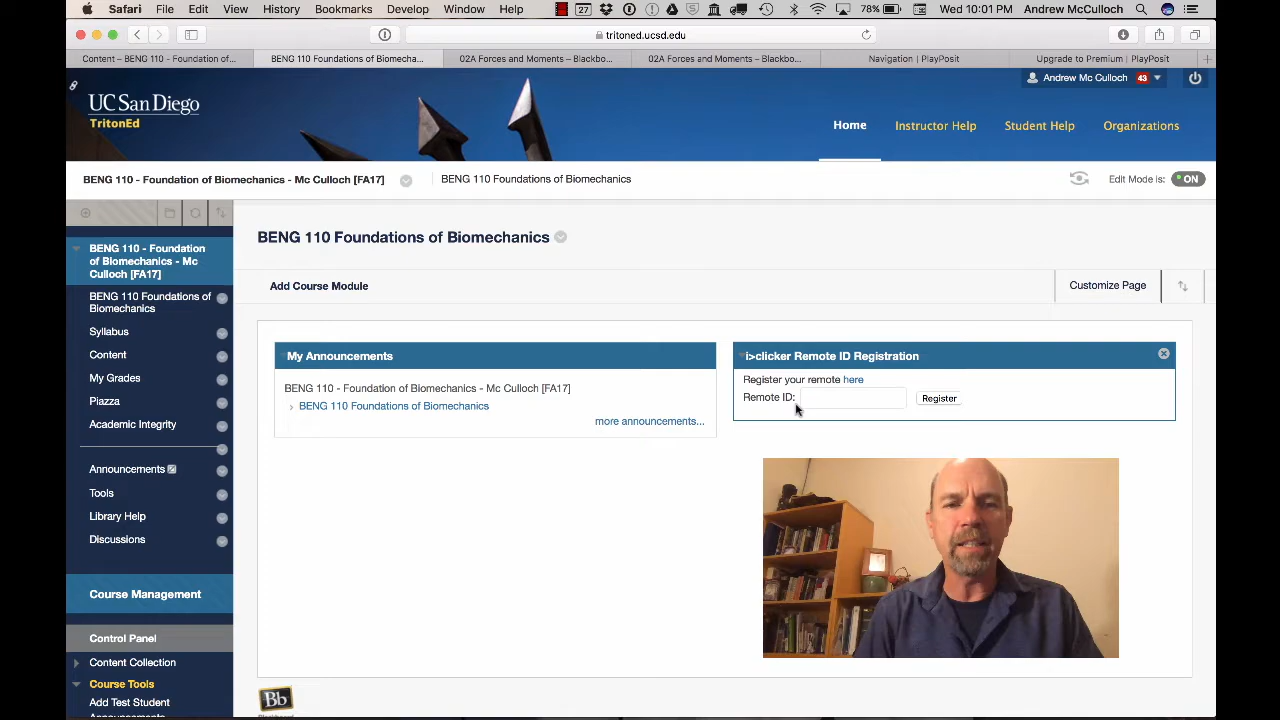 Safari File Edit View History Bookmarks Develop Window Help 27 78% Wed 10:01 PM Andrew McCulloch
tritoned.ucsd.edu
Content – BENG 110 - Foundation of... BENG 110 Foundations of Biomecha... 02A Forces and Moments – Blackbo... 02A Forces and Moments – Blackbo... Navigation | PlayPosit Upgrade to Premium | PlayPosit
Andrew Mc Culloch 43
UC San Diego
TritonEd
Home Instructor Help Student Help Organizations
BENG 110 - Foundation of Biomechanics - Mc Culloch [FA17] BENG 110 Foundations of Biomechanics Edit Mode is: ON
BENG 110 - Foundation
of Biomechanics - Mc
Culloch [FA17]
BENG 110 Foundations of
Biomechanics
Syllabus
Content
My Grades
Piazza
Academic Integrity
Announcements
Tools
Library Help
Discussions
Course Management
Control Panel
Content Collection
Course Tools
Add Test Student
Announcements
BENG 110 Foundations of Biomechanics
Add Course Module Customize Page
My Announcements
BENG 110 - Foundation of Biomechanics - Mc Culloch [FA17]
BENG 110 Foundations of Biomechanics
more announcements...
i>clicker Remote ID Registration
Register your remote here
Remote ID: Register
Bb
Blackboard